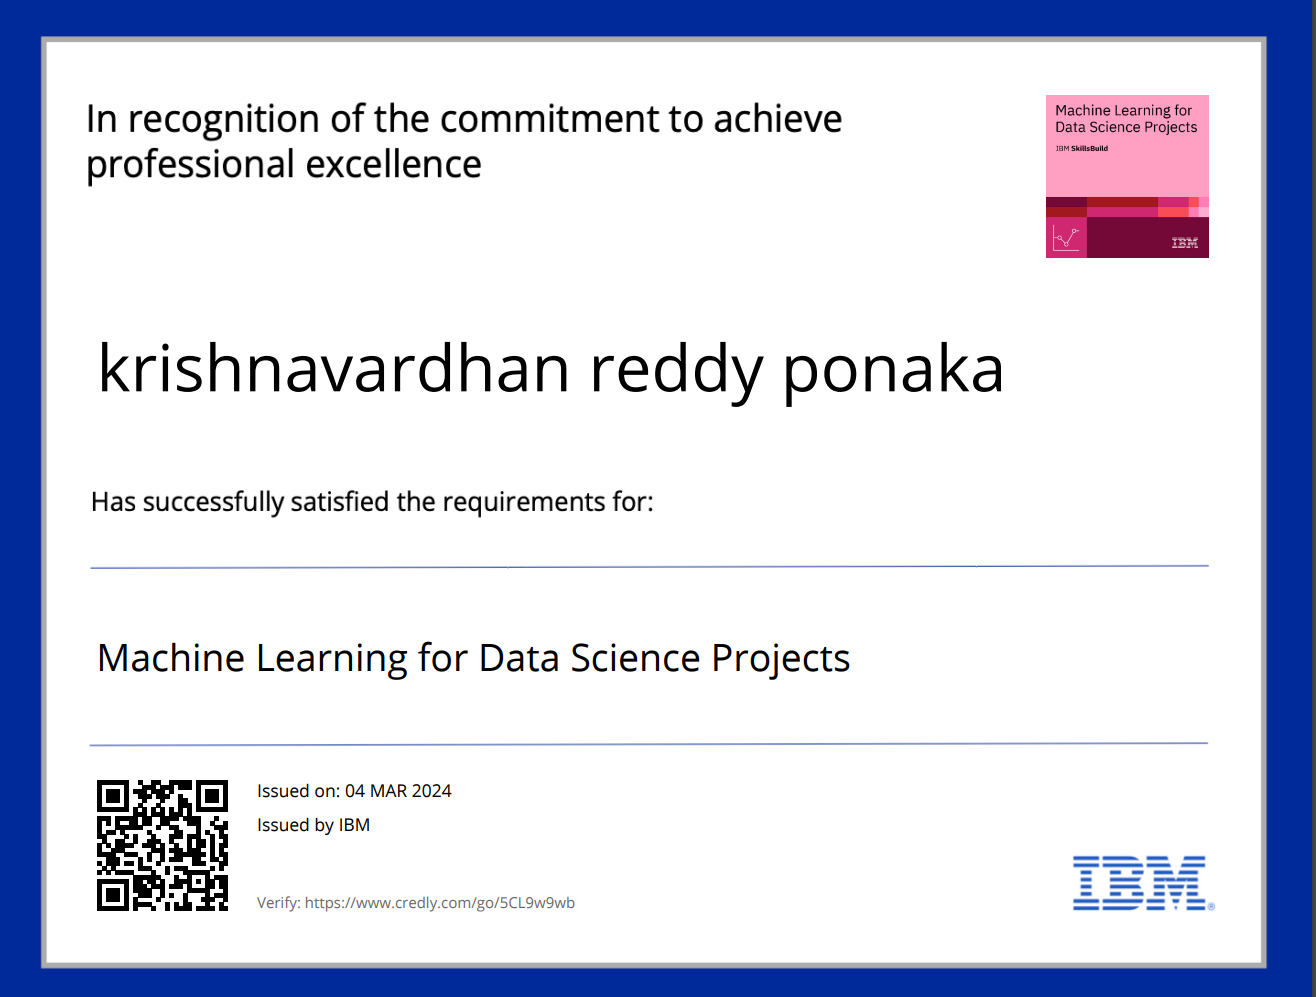 In recognition of the commitment to achieve
professional excellence
Machine Learning for
Data Science Projects
IBM SkillsBuild
IBM
krishnavardhan reddy ponaka
Has successfully satisfied the requirements for:
Machine Learning for Data Science Projects
Issued on: 04 MAR 2024
Issued by IBM
Verify: https://www.credly.com/go/5CL9w9wb
IBM®